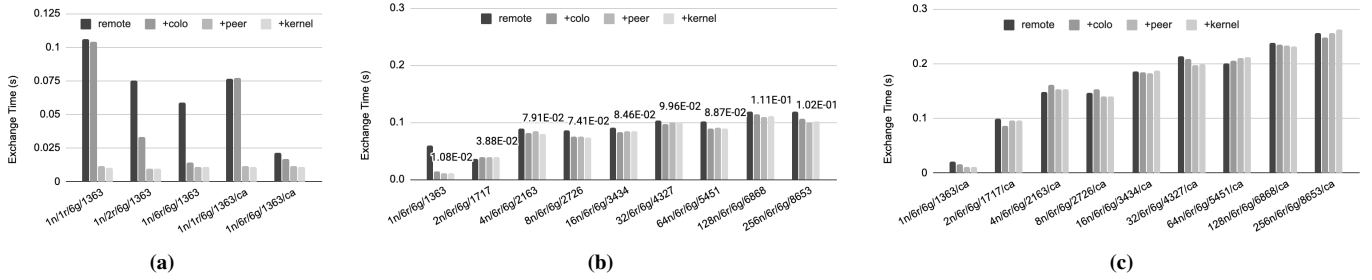 0.125
0.1
0.075
0.05
0.025
0
Exchange Time (s)
remote +colo +peer +kernel
1n/1r/6g/1363
1n/2r/6g/1363
1n/6r/6g/1363
1n/1r/6g/1363/ca
1n/6r/6g/1363/ca
(a)
0.3
0.2
0.1
0.0
Exchange Time (s)
remote +colo +peer +kernel
1.08E-02
3.88E-02
7.91E-02
7.41E-02
8.46E-02
9.96E-02
8.87E-02
1.11E-01
1.02E-01
1n/6r/6g/1363
2n/6r/6g/1717
4n/6r/6g/2163
8n/6r/6g/2726
16n/6r/6g/3434
32/6r/6g/4327
64n/6r/6g/5451
128n/6r/6g/6868
256n/6r/6g/8653
(b)
0.3
0.2
0.1
0
Exchange Time (s)
remote +colo +peer +kernel
1n/6r/6g/1363/ca
2n/6r/6g/1717/ca
4n/6r/6g/2163/ca
8n/6r/6g/2726/ca
16n/6r/6g/3434/ca
32n/6r/6g/4327/ca
64n/6r/6g/5451/ca
128n/6r/6g/6868/ca
256n/6r/6g/8653/ca
(c)